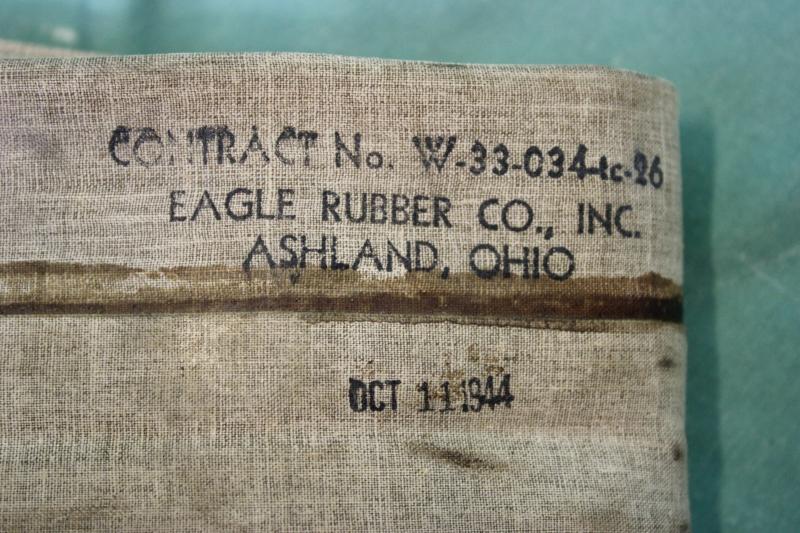 CONTRACT No. W-33-034-tc-26
EAGLE RUBBER CO., INC.
ASHLAND, OHIO
OCT 11 1944